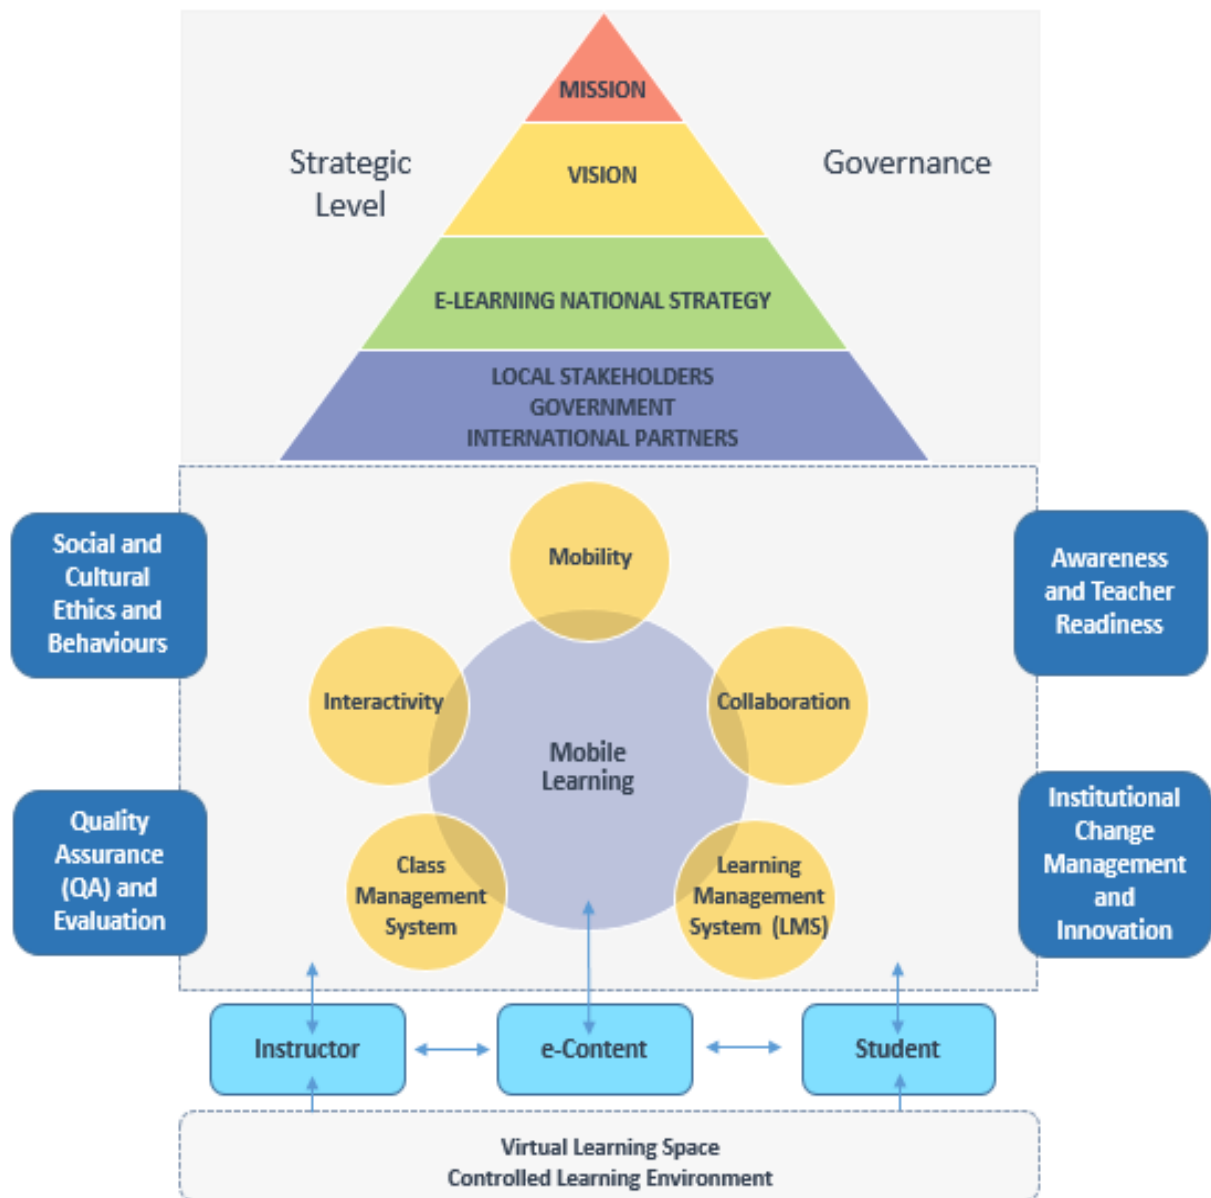 MISSION
Strategic
Level
Governance
VISION
E-LEARNING NATIONAL STRATEGY
LOCAL STAKEHOLDERS
GOVERNMENT
INTERNATIONAL PARTNERS
Social and
Cultural
Ethics and
Behaviours
Mobility
Awareness
and Teacher
Readiness
Interactivity
Collaboration
Mobile
Learning
Quality
Assurance
(QA) and
Evaluation
Class
Management
System
Learning
Management
System (LMS)
Institutional
Change
Management
and
Innovation
Instructor
e-Content
Student
Virtual Learning Space
Controlled Learning Environment